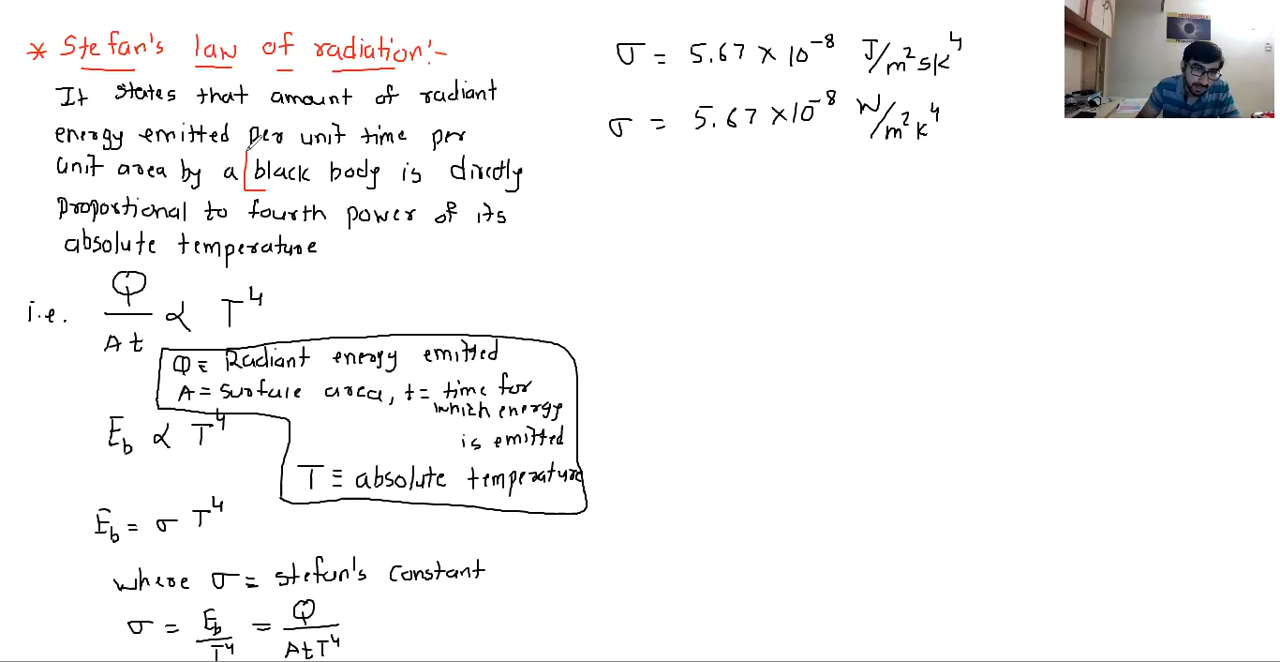 * Stefan's law of radiation:-
It states that amount of radiant
energy emitted per unit time per
unit area by a black body is directly
proportional to fourth power of its
absolute temperature
i.e. Q/At ∝ T⁴
Q ≡ Radiant energy emitted
A = surface area, t = time for
which energy
is emitted
T ≡ absolute temperature
E_b ∝ T⁴
E_b = σ T⁴
where σ = stefan's constant
σ = E_b/T⁴ = Q/AtT⁴
σ = 5.67 × 10⁻⁸ J/m²sk⁴
σ = 5.67 × 10⁻⁸ W/m²k⁴